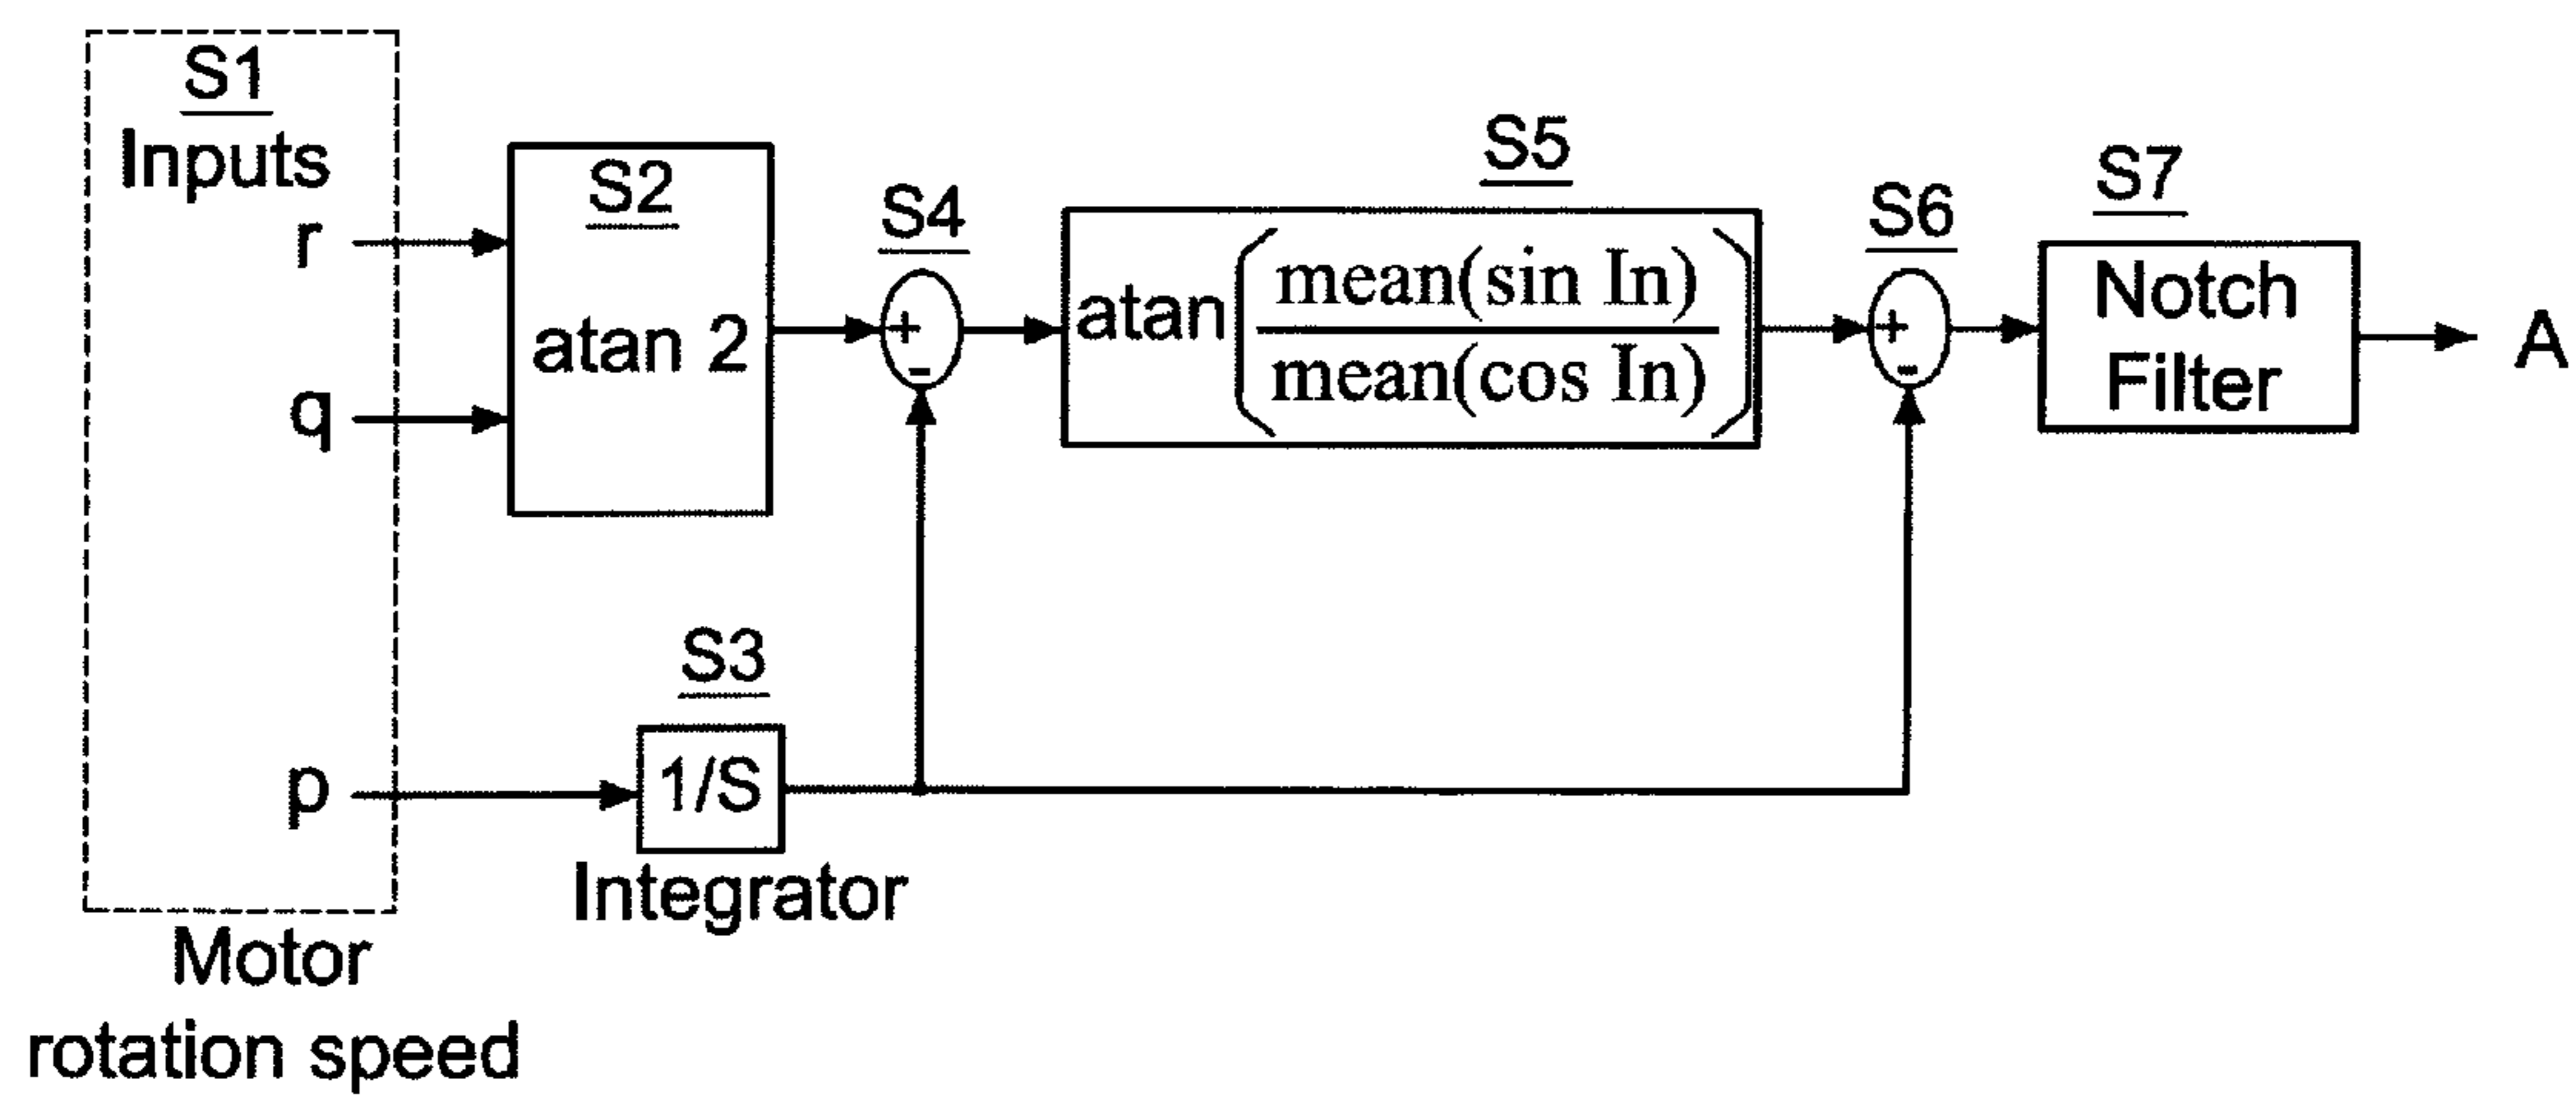 S1
Inputs
r
q
p
Motor
rotation speed
S2
atan 2
S3
1/S
Integrator
S4
+
-
S5
atan(mean(sin In)
mean(cos In))
S6
+
-
S7
Notch
Filter
A